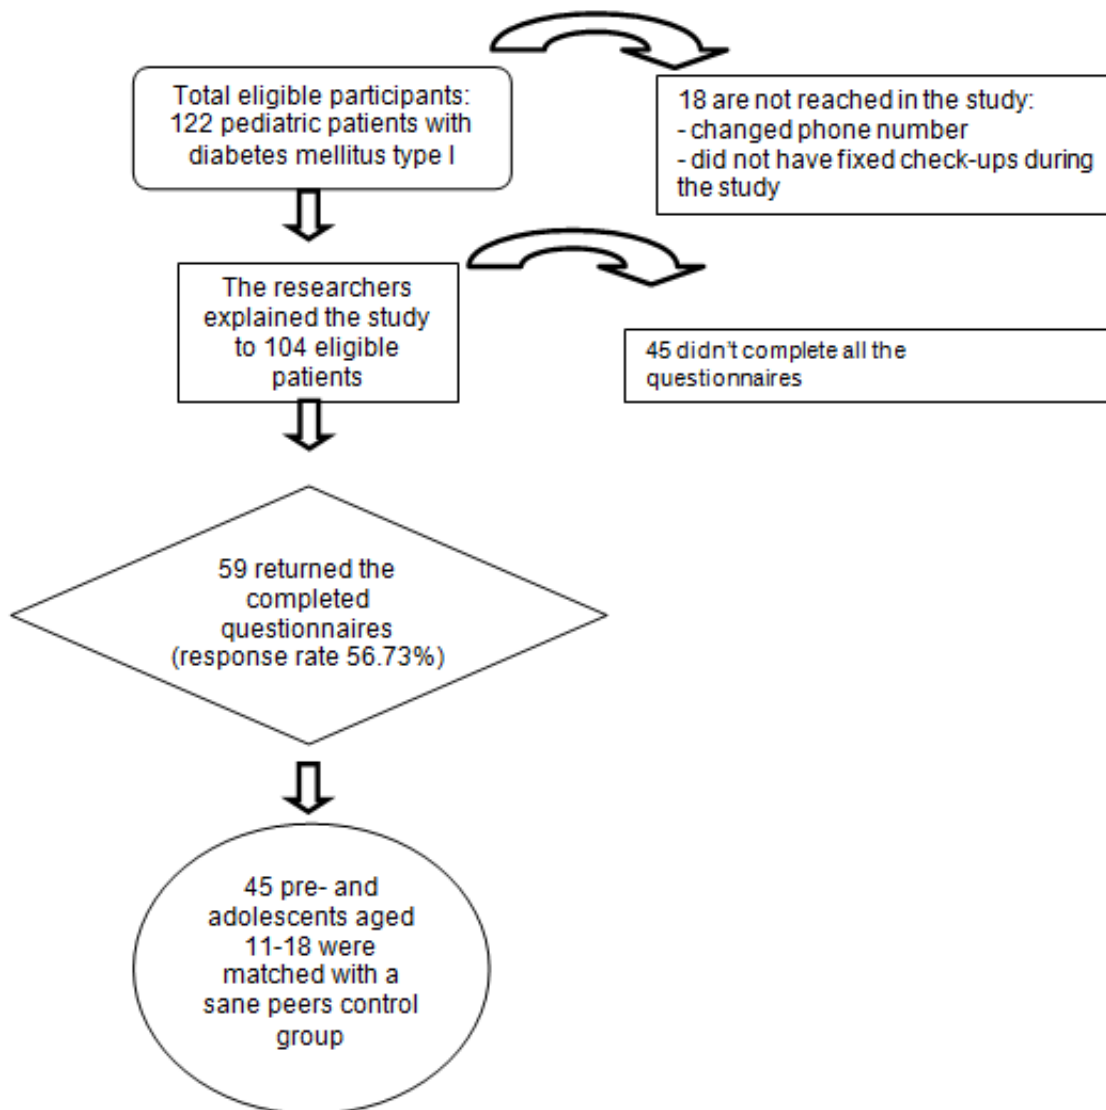 Total eligible participants:
122 pediatric patients with
diabetes mellitus type I
18 are not reached in the study:
- changed phone number
- did not have fixed check-ups during
the study
The researchers
explained the study
to 104 eligible
patients
45 didn't complete all the
questionnaires
59 returned the
completed
questionnaires
(response rate 56.73%)
45 pre- and
adolescents aged
11-18 were
matched with a
sane peers control
group